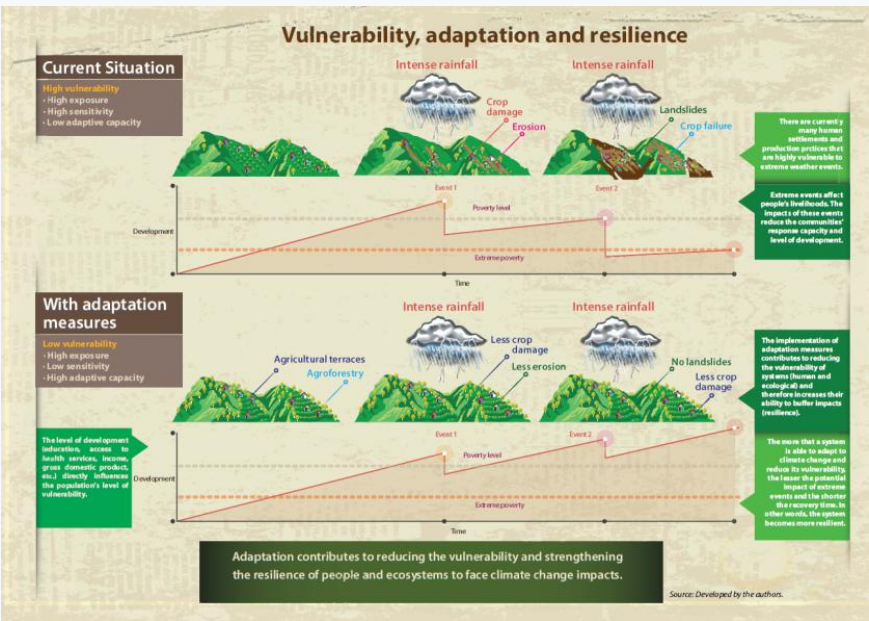 Vulnerability, adaptation and resilience
Current Situation
High vulnerability
- High exposure
- High sensitivity
- Low adaptive capacity
Intense rainfall
Crop
damage
Erosion
Intense rainfall
Landslides
Crop failure
There are currently
many human
settlements and
production prctices that
are highly vulnerable to
extreme weather events.
Extreme events affect
people's livelihoods. The
impacts of these events
reduce the communities'
response capacity and
level of development.
Event 1
Event 2
Poverty level
Development
Extreme poverty
Time
With adaptation
measures
Low vulnerability
- High exposure
- Low sensitivity
- High adaptive capacity
Agricultural terraces
Agroforestry
Intense rainfall
Less crop
damage
Less erosion
Intense rainfall
No landslides
Less crop
damage
The implementation of
adaptation measures
contributes to reducing
the vulnerability of
systems (human and
ecological) and
therefore increases their
ability to buffer impacts
(resilience).
The level of development
(education, access to
health services, income,
gross domestic product,
etc.) directly influences
the population's level of
vulnerability.
Event 1
Event 2
Poverty level
Development
Extreme poverty
Time
The more that a system
is able to adapt to
climate change and
reduce its vulnerability,
the lesser the potential
impact of extreme
events and the shorter
the recovery time. In
other words, the system
becomes more resilient.
Adaptation contributes to reducing the vulnerability and strengthening
the resilience of people and ecosystems to face climate change impacts.
Source: Developed by the authors.